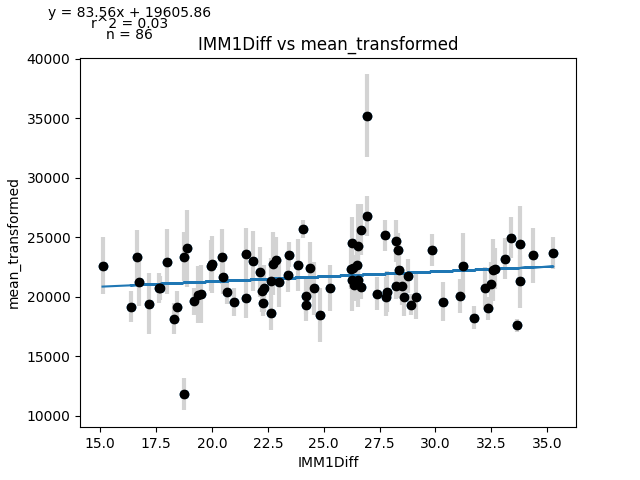 y = 83.56x + 19605.86
r^2 = 0.03
n = 86
IMM1Diff vs mean_transformed
40000
35000
30000
25000
20000
15000
10000
mean_transformed
15.0 17.5 20.0 22.5 25.0 27.5 30.0 32.5 35.0
IMM1Diff